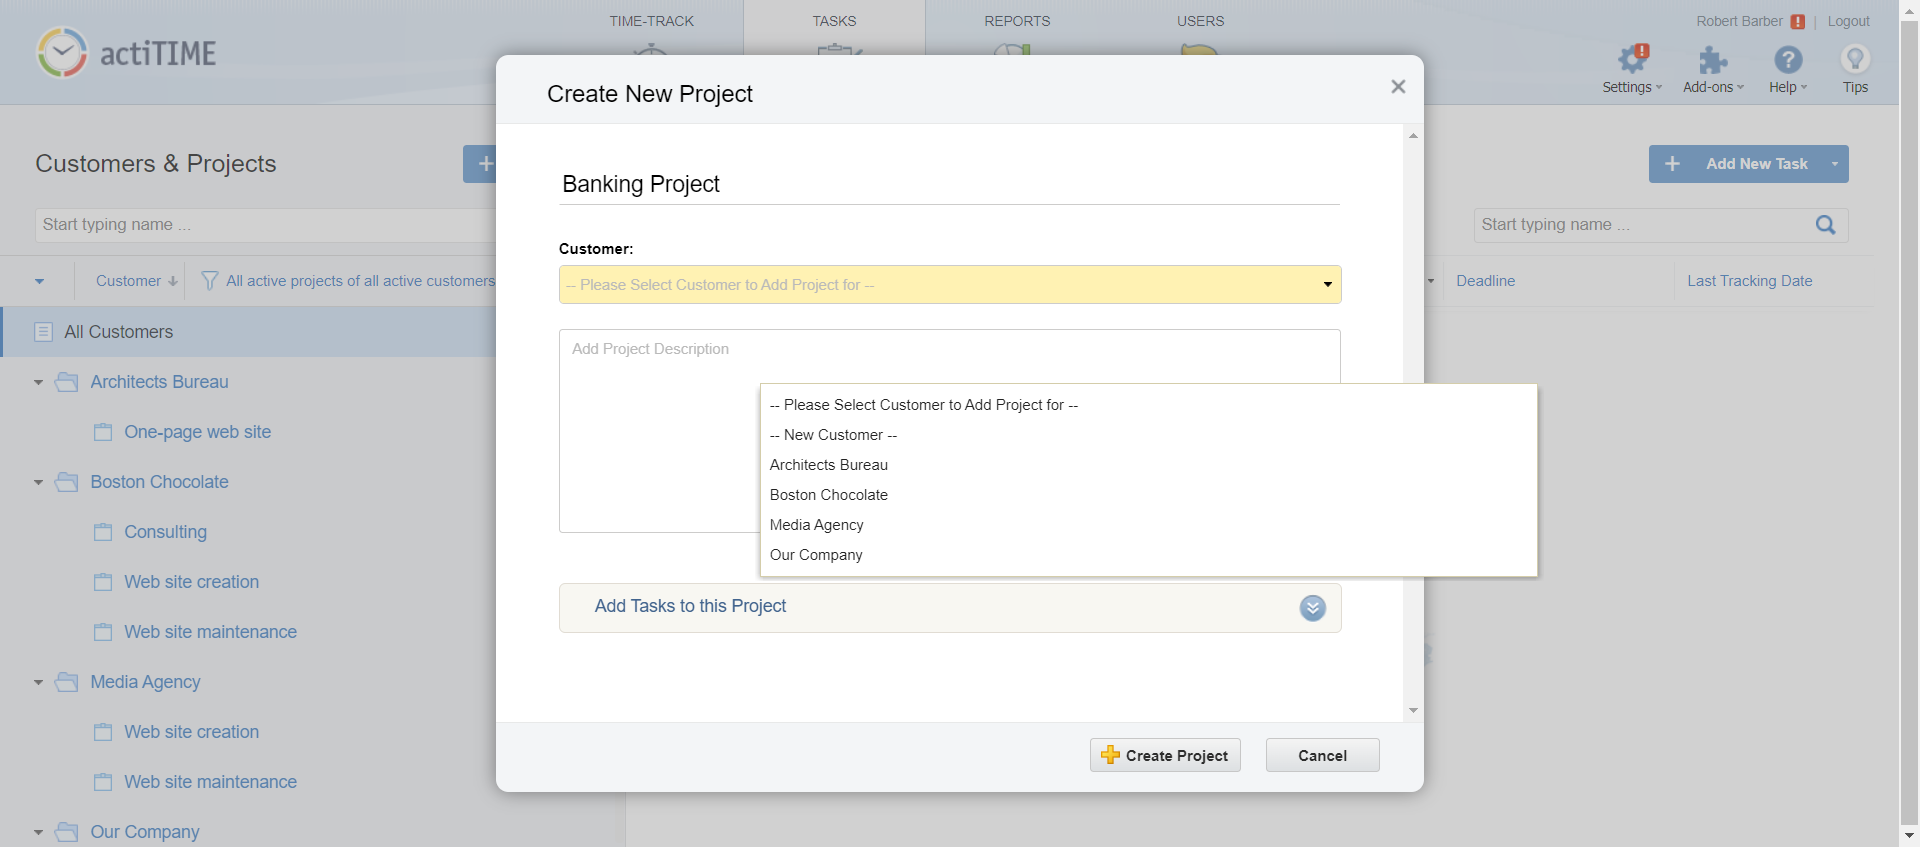 TIME-TRACK
TASKS
REPORTS
USERS
Robert Barber
Logout
actiTIME
Settings
Add-ons
Help
Tips
Create New Project
Customers & Projects
Add New Task
Banking Project
Start typing name ...
Start typing name ...
Customer:
Customer
All active projects of all active customers
-- Please Select Customer to Add Project for --
Deadline
Last Tracking Date
All Customers
Add Project Description
Architects Bureau
One-page web site
Boston Chocolate
Consulting
Web site creation
Web site maintenance
Media Agency
Web site creation
Web site maintenance
Our Company
-- Please Select Customer to Add Project for --
-- New Customer --
Architects Bureau
Boston Chocolate
Media Agency
Our Company
Add Tasks to this Project
Create Project
Cancel